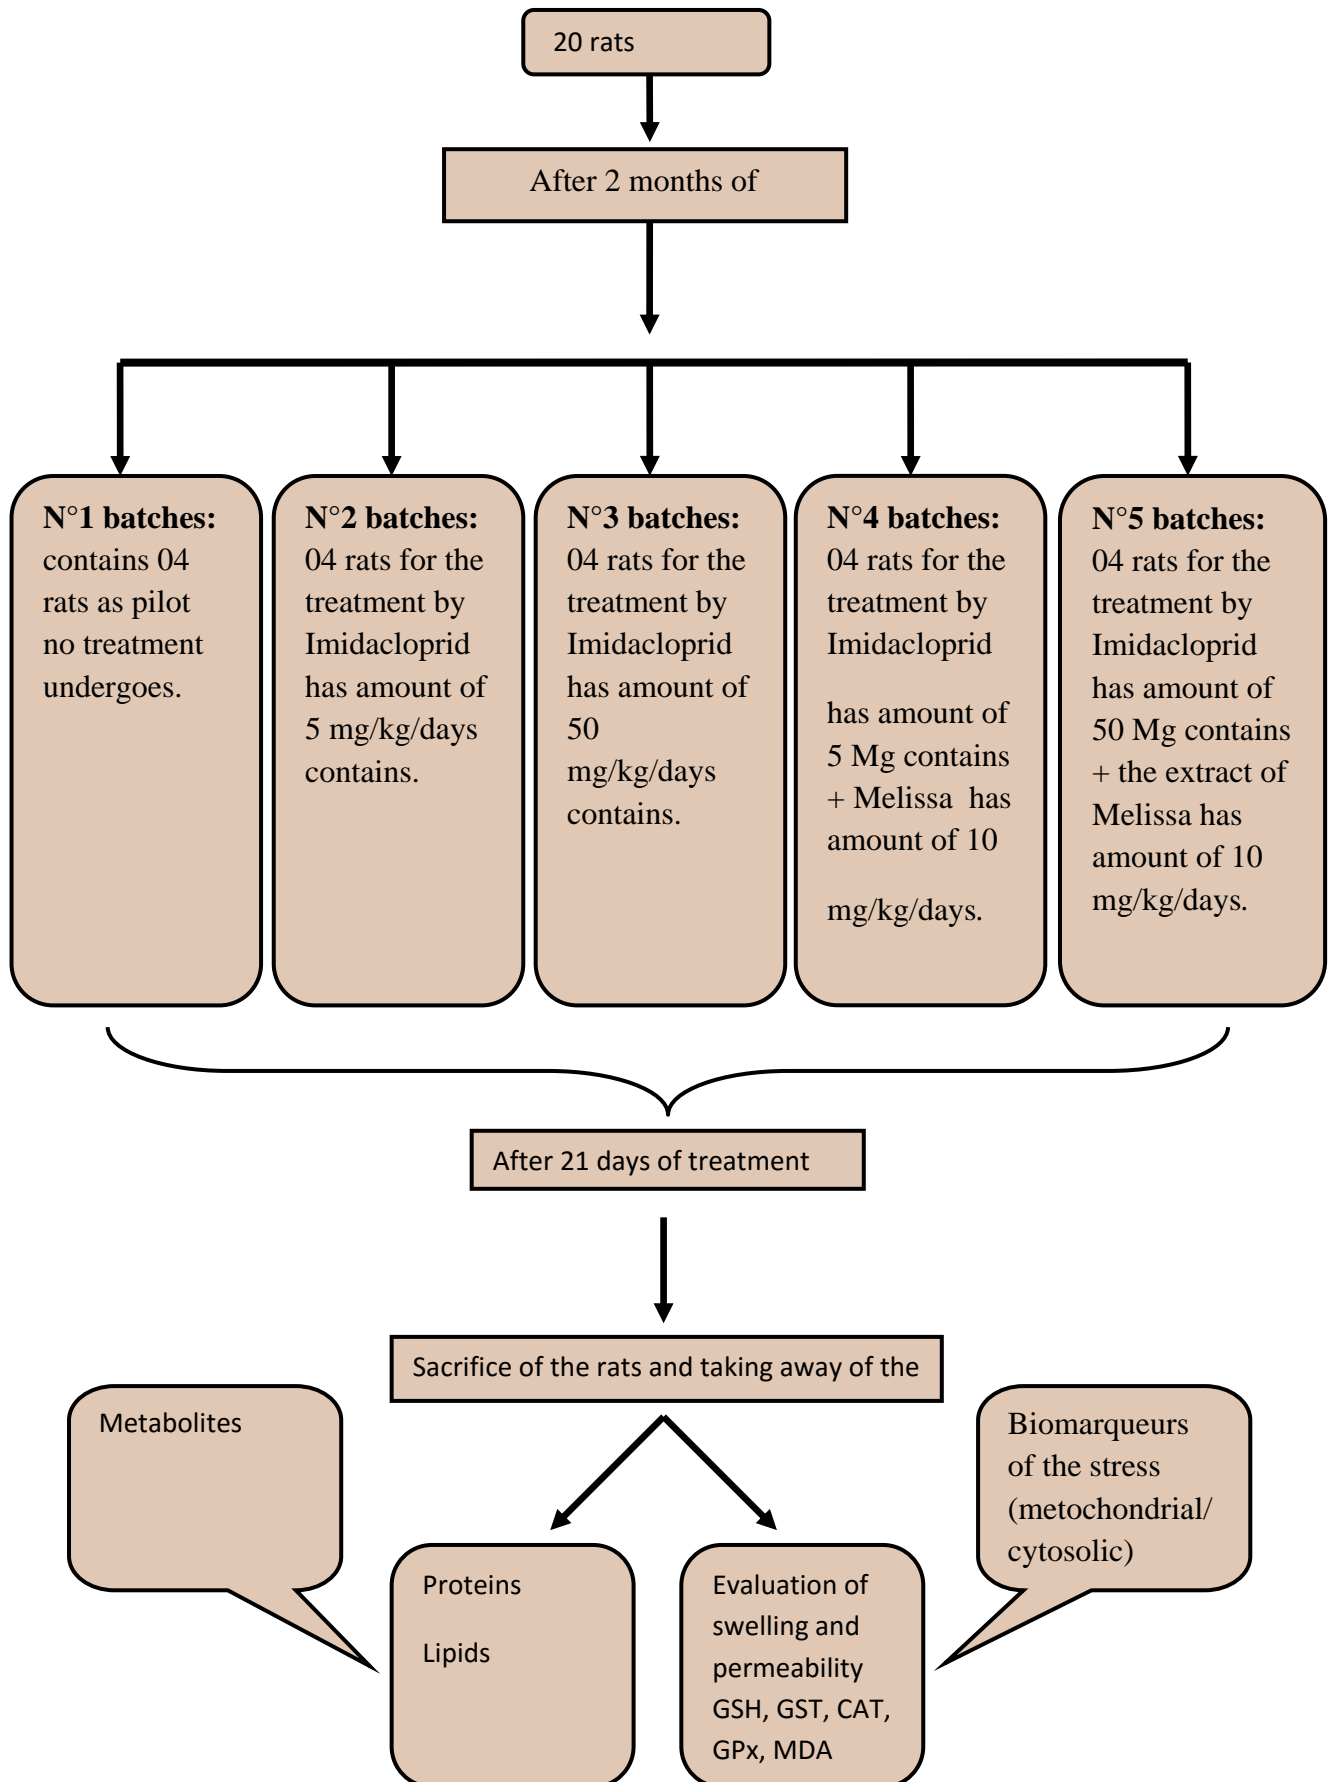 20 rats
After 2 months of
N°1 batches:
contains 04
rats as pilot
no treatment
undergoes.
N°2 batches:
04 rats for the
treatment by
Imidacloprid
has amount of
5 mg/kg/days
contains.
N°3 batches:
04 rats for the
treatment by
Imidacloprid
has amount of
50
mg/kg/days
contains.
N°4 batches:
04 rats for the
treatment by
Imidacloprid
has amount of
5 Mg contains
+ Melissa has
amount of 10
mg/kg/days.
N°5 batches:
04 rats for the
treatment by
Imidacloprid
has amount of
50 Mg contains
+ the extract of
Melissa has
amount of 10
mg/kg/days.
After 21 days of treatment
Sacrifice of the rats and taking away of the
Metabolites
Biomarqueurs
of the stress
(metochondrial/
cytosolic)
Proteins
Lipids
Evaluation of
swelling and
permeability
GSH, GST, CAT,
GPx, MDA